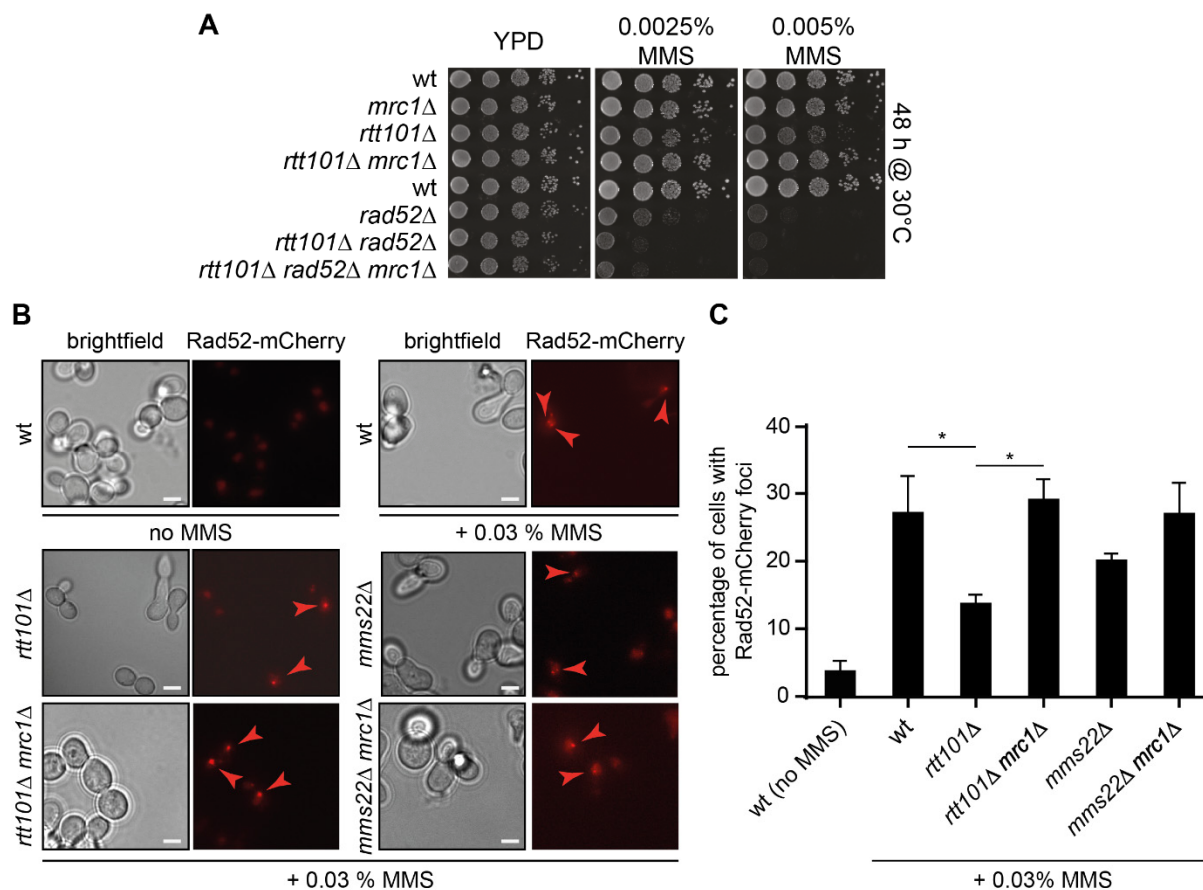 A
YPD
0.0025%
MMS
0.005%
MMS
wt
mrc1Δ
rtt101Δ
rtt101Δ mrc1Δ
wt
rad52Δ
rtt101Δ rad52Δ
rtt101Δ rad52Δ mrc1Δ
48 h @ 30°C
B
brightfield Rad52-mCherry
brightfield Rad52-mCherry
wt
wt
no MMS
+ 0.03 % MMS
rtt101Δ
mms22Δ
rtt101Δ mrc1Δ
mms22Δ mrc1Δ
+ 0.03 % MMS
C
percentage of cells with
Rad52-mCherry foci
40
30
20
10
0
*
*
wt (no MMS)
wt
rtt101Δ
rtt101Δ mrc1Δ
mms22Δ
mms22Δ mrc1Δ
+ 0.03% MMS